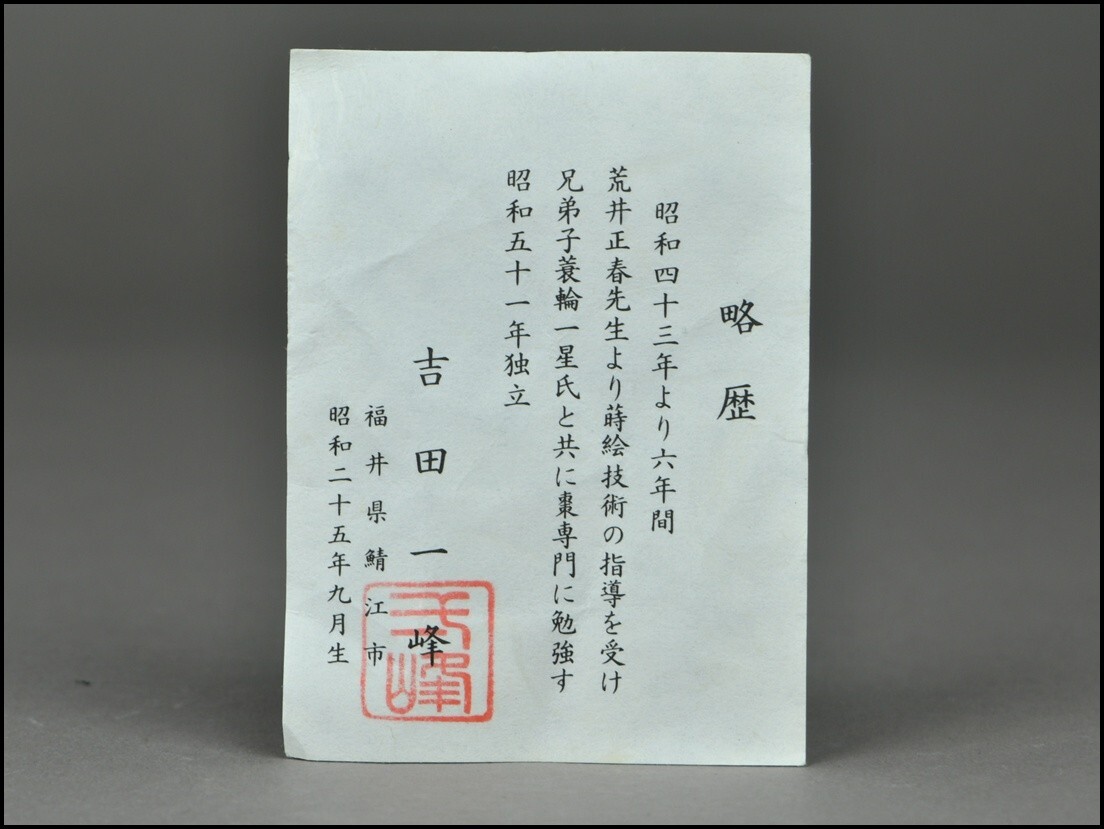 略歴
昭和四十三年より六年間
荒井正春先生より蒔絵技術の指導を受け
兄弟子蓑輪一星氏と共に棗専門に勉強す
昭和五十一年独立
吉田一峰
福井県鯖江市
昭和二十五年九月生